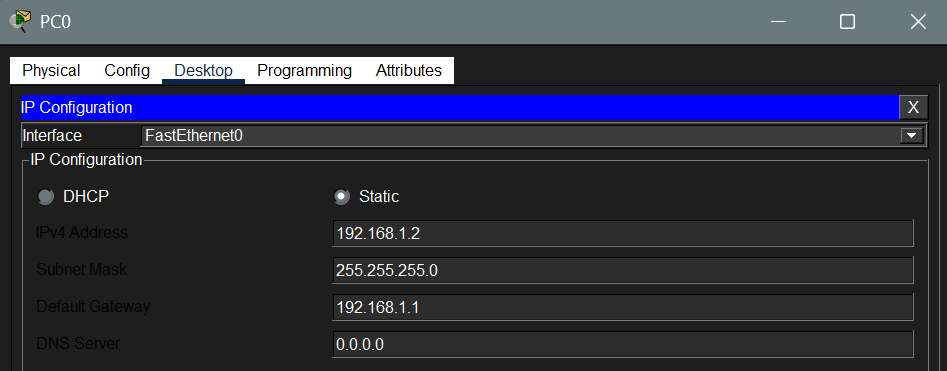 PC0
Physical Config Desktop Programming Attributes
IP Configuration X
Interface FastEthernet0
IP Configuration
DHCP Static
IPv4 Address 192.168.1.2
Subnet Mask 255.255.255.0
Default Gateway 192.168.1.1
DNS Server 0.0.0.0